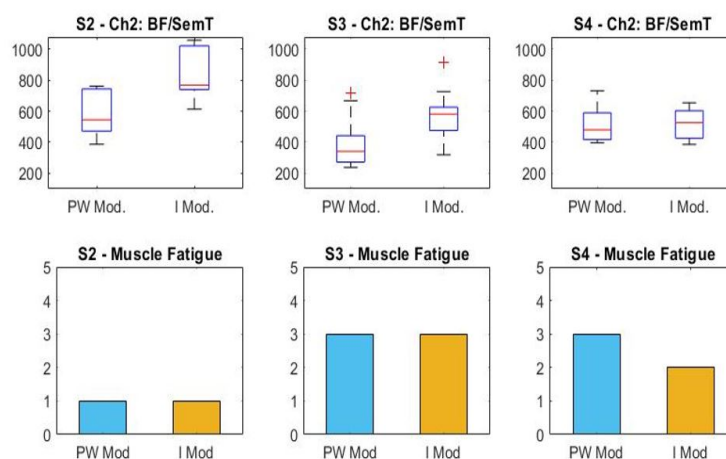 S2 - Ch2: BF/SemT
1000
800
600
400
200
PW Mod.
I Mod.
S3 - Ch2: BF/SemT
1000
800
600
400
200
PW Mod.
I Mod.
S4 - Ch2: BF/SemT
1000
800
600
400
200
PW Mod.
I Mod.
S2 - Muscle Fatigue
5
4
3
2
1
0
PW Mod
I Mod
S3 - Muscle Fatigue
5
4
3
2
1
0
PW Mod
I Mod
S4 - Muscle Fatigue
5
4
3
2
1
0
PW Mod
I Mod